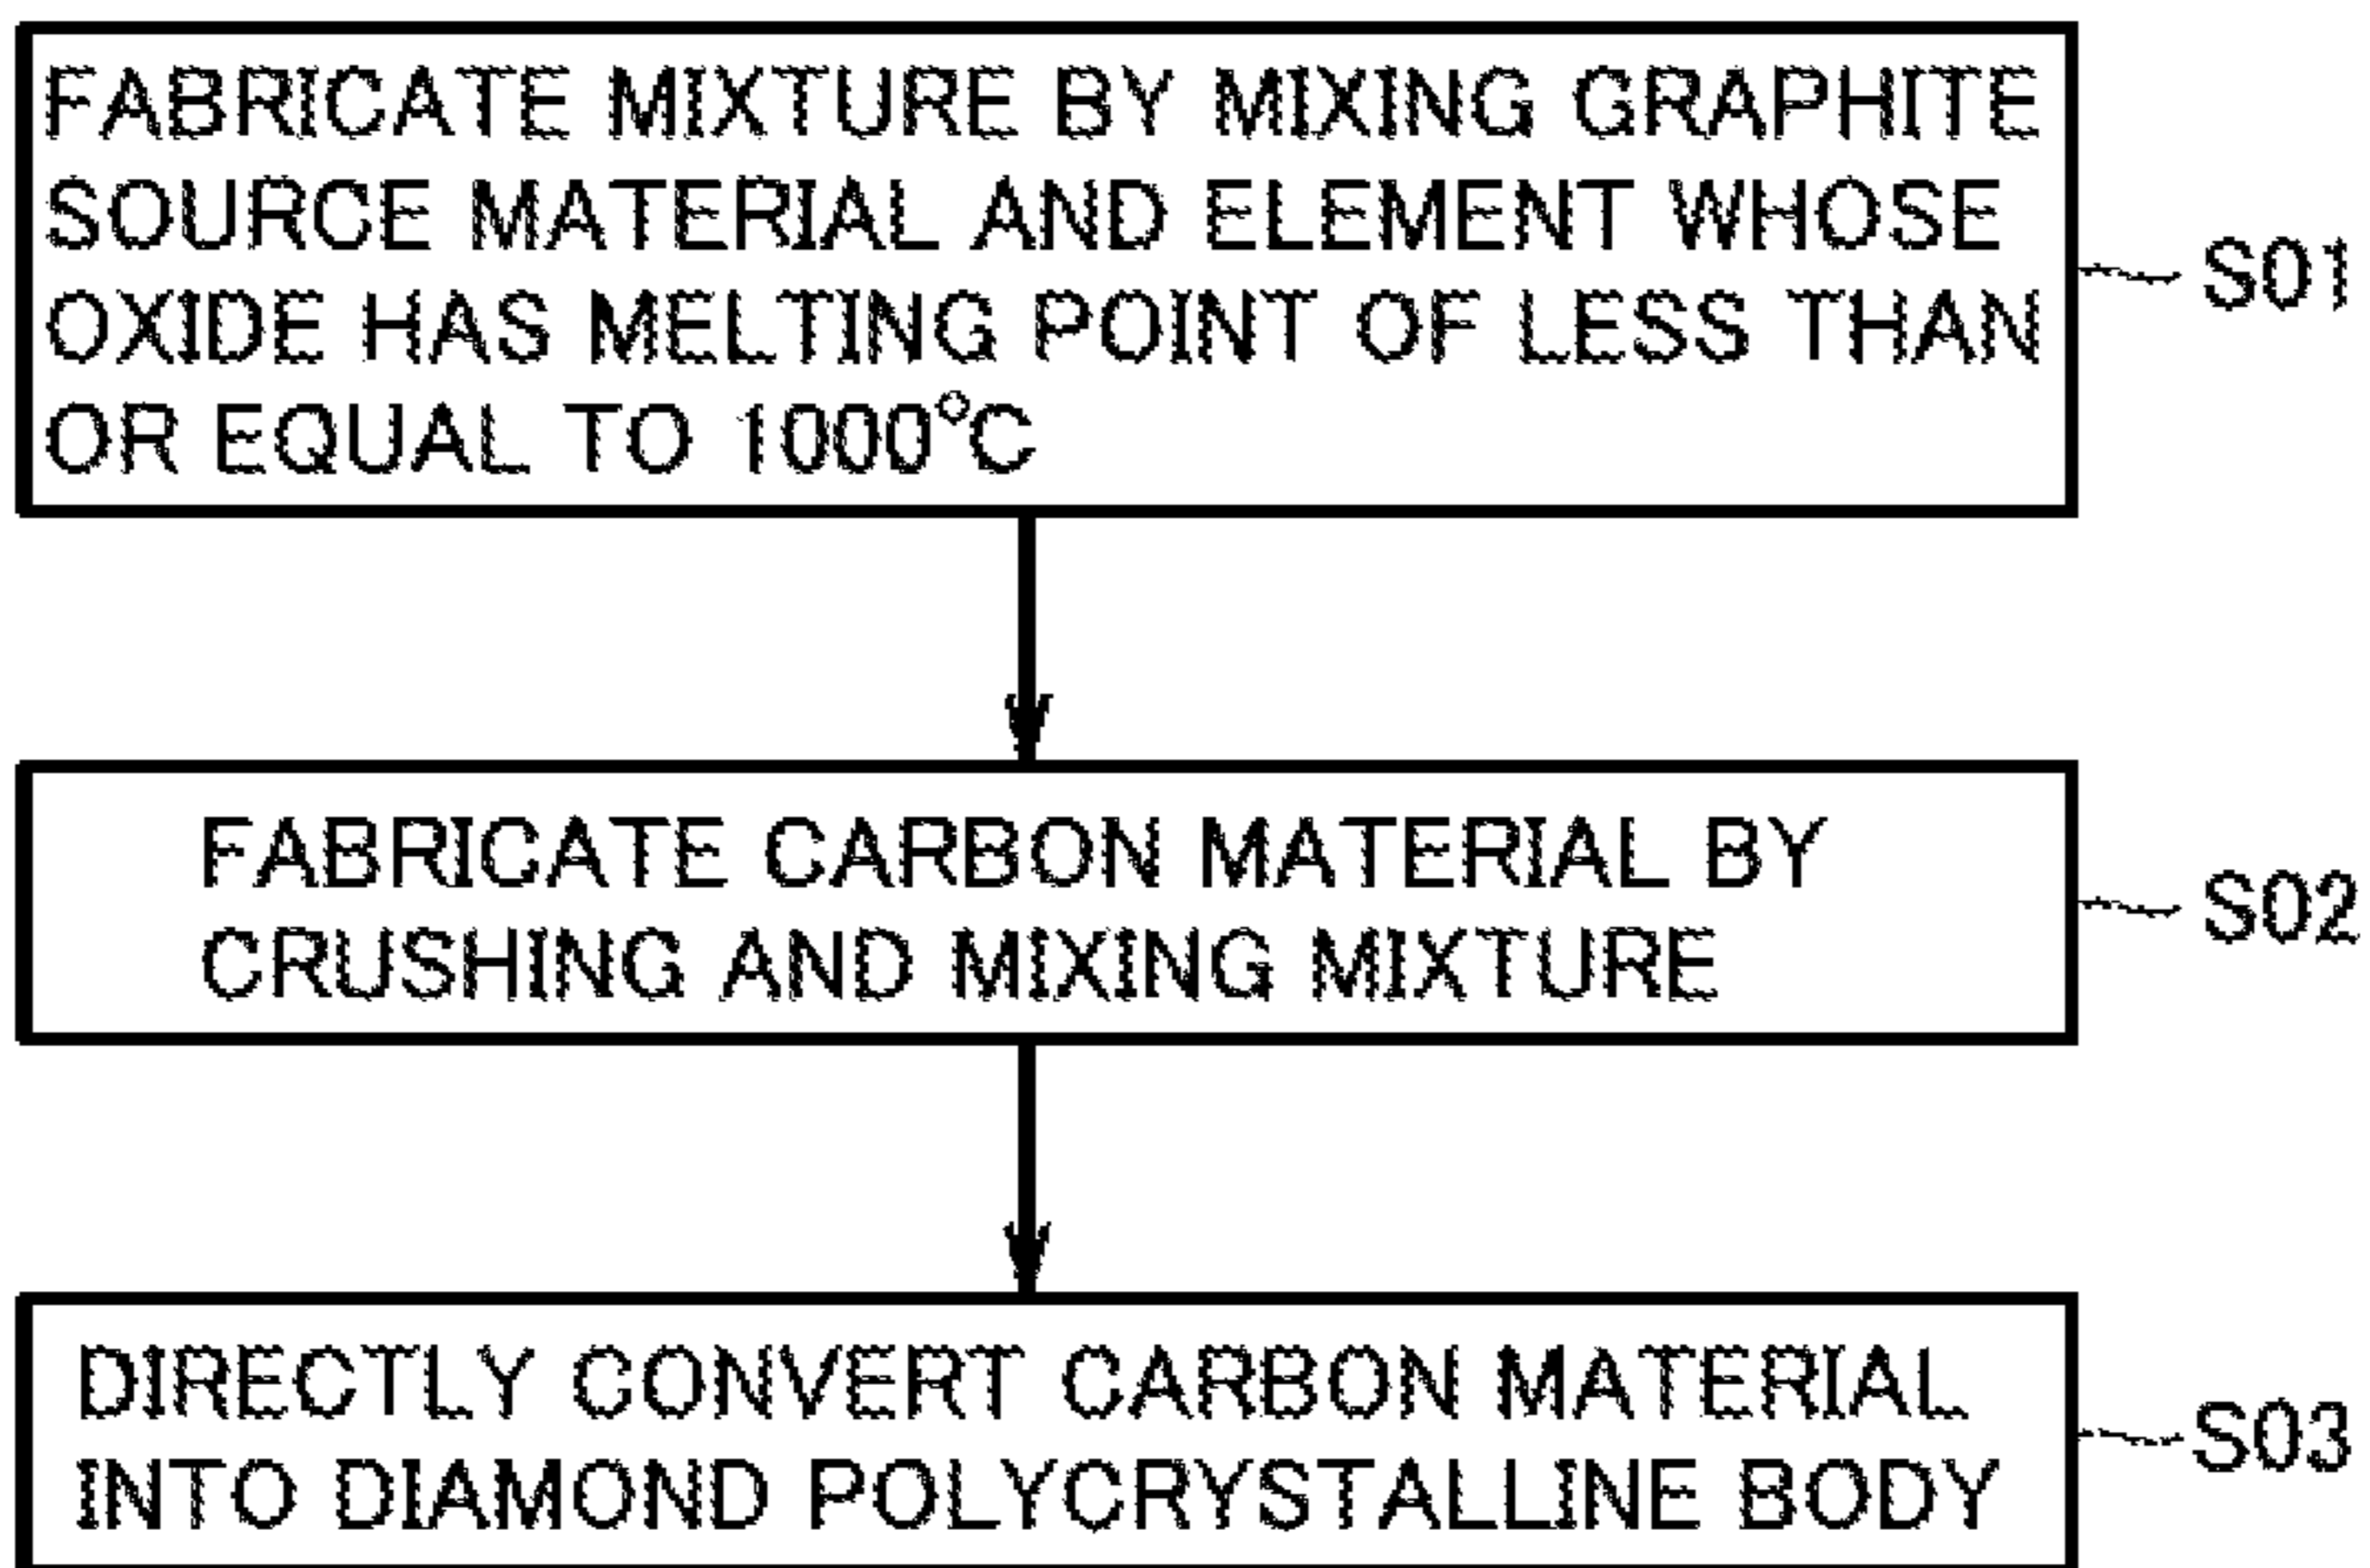 FABRICATE MIXTURE BY MIXING GRAPHITE
SOURCE MATERIAL AND ELEMENT WHOSE
OXIDE HAS MELTING POINT OF LESS THAN
OR EQUAL TO 1000°C
S01
FABRICATE CARBON MATERIAL BY
CRUSHING AND MIXING MIXTURE
S02
DIRECTLY CONVERT CARBON MATERIAL
INTO DIAMOND POLYCRYSTALLINE BODY
S03